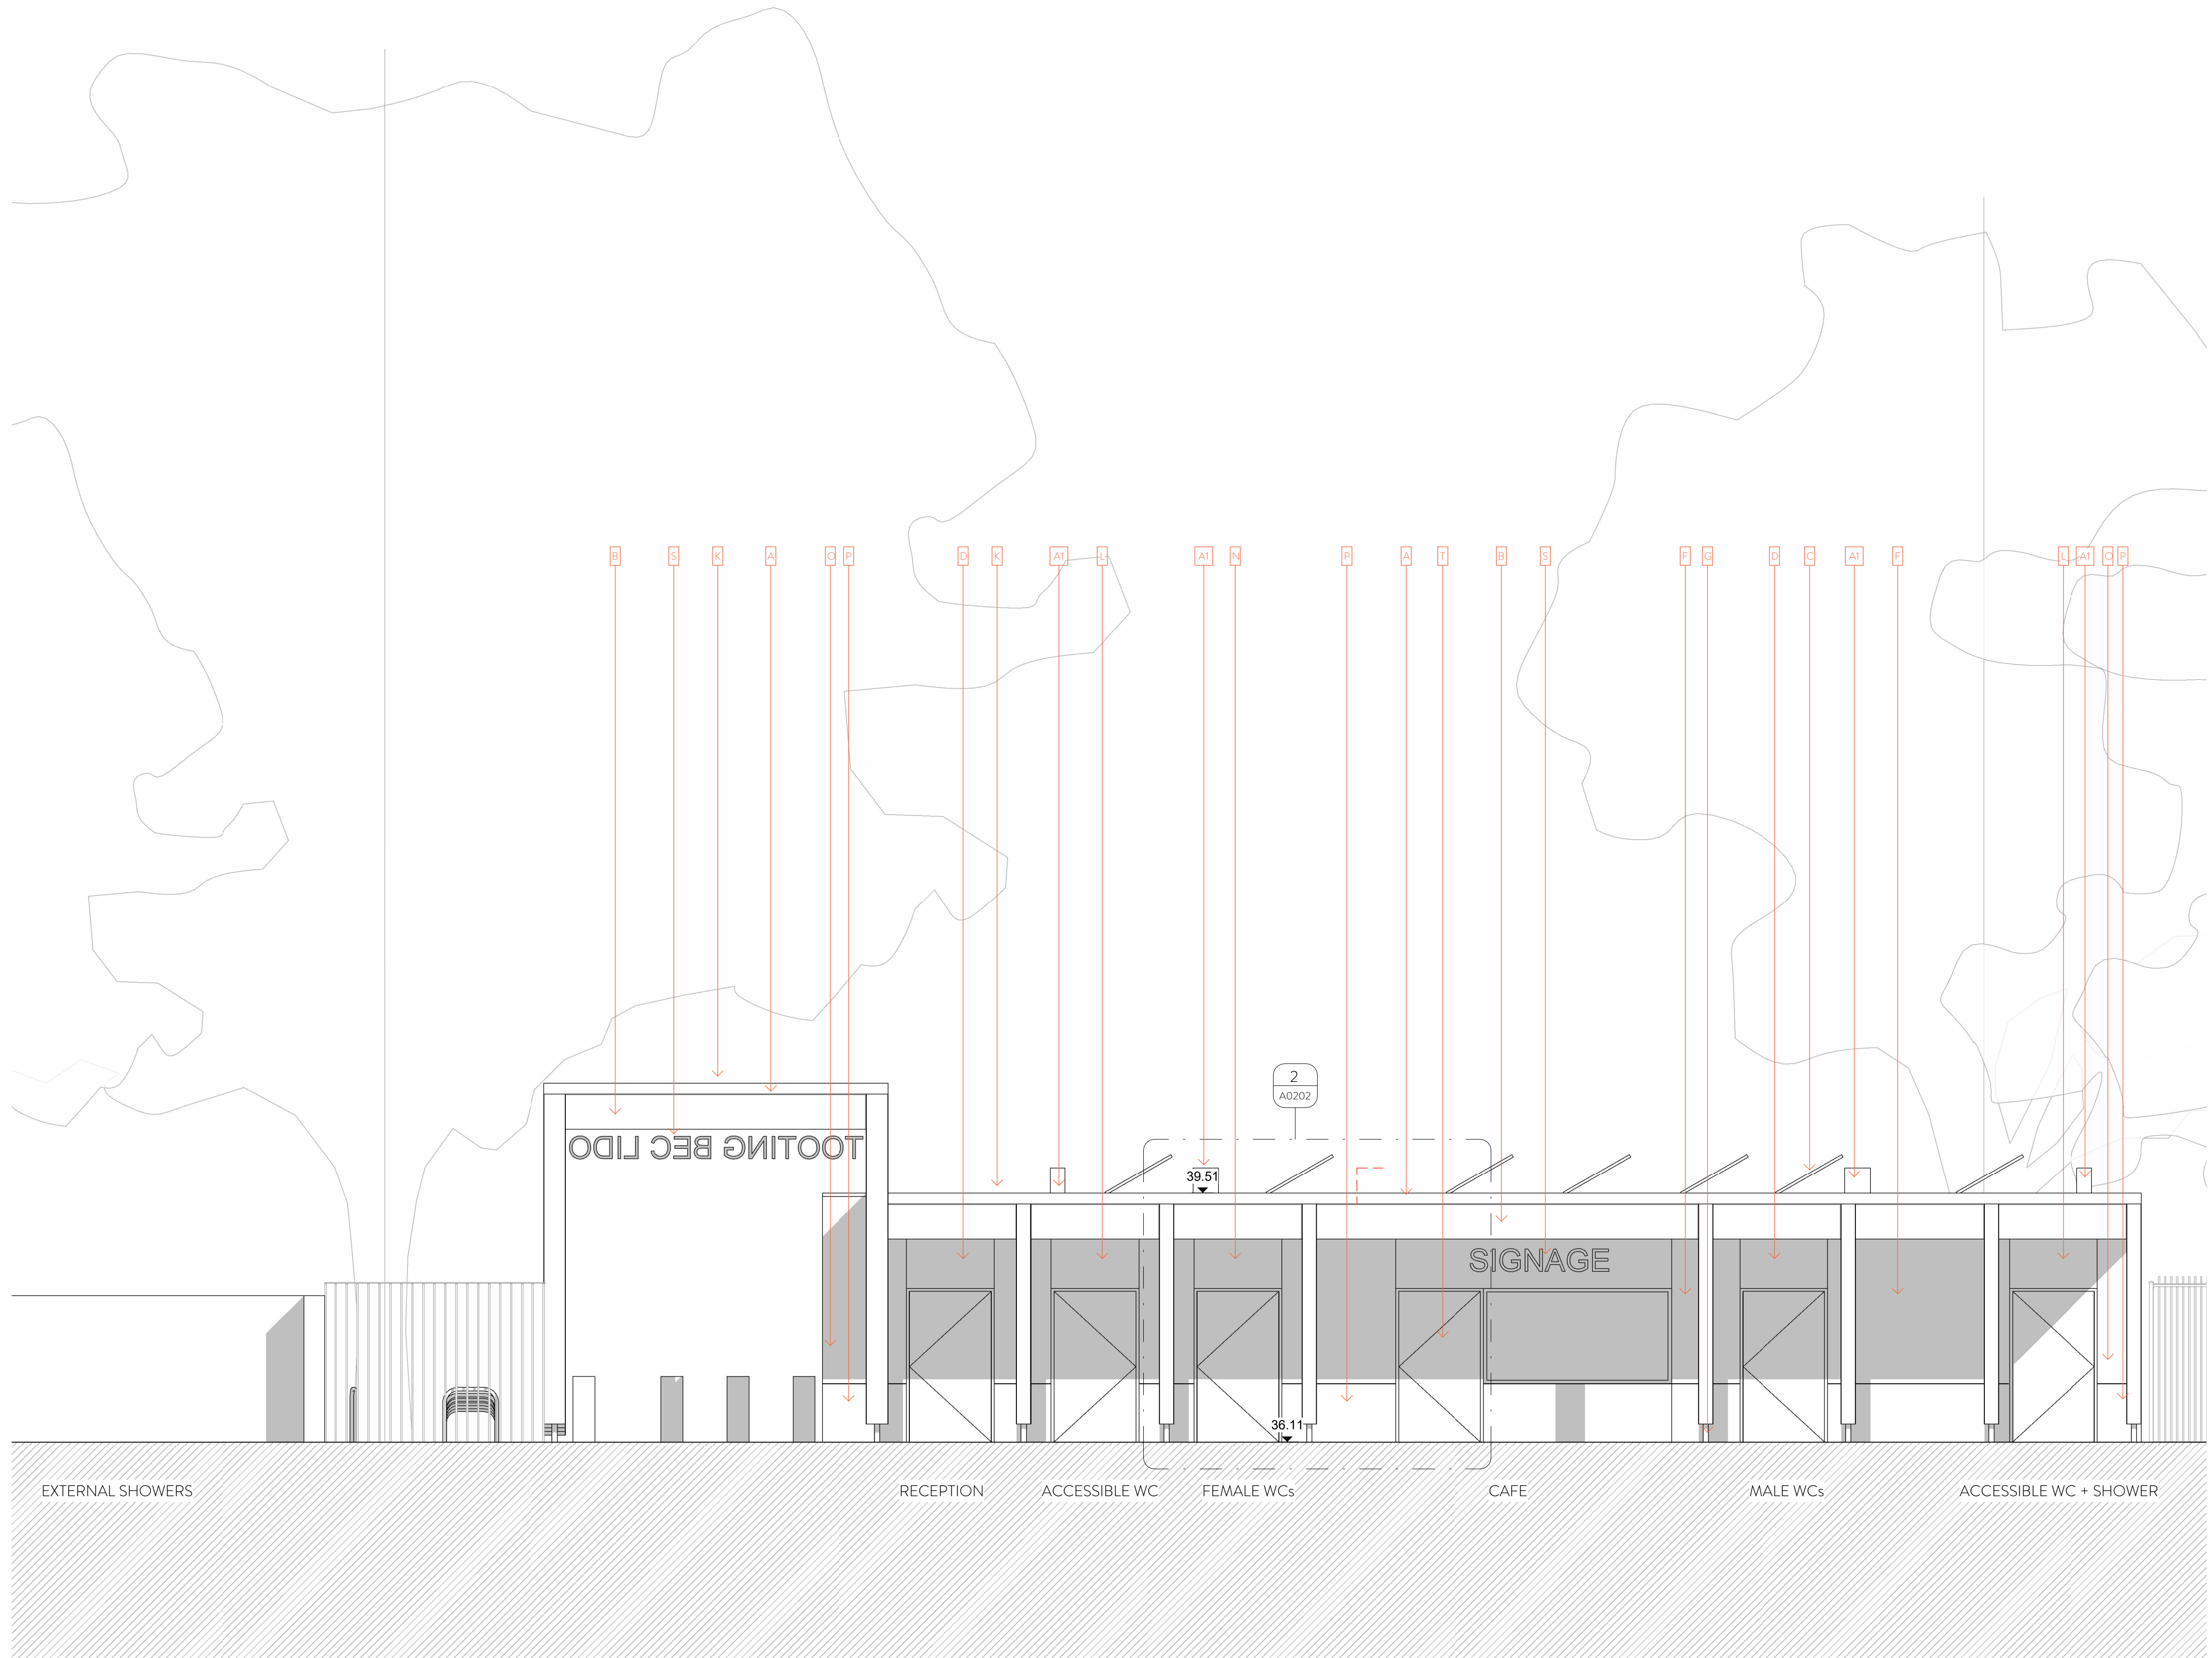 B S K A O P D K A1 L A1 N P A T B S F G D C A1 F L A1 O P
2
A0202
TOOTING BEC LIDO
39.51
SIGNAGE
36.11
EXTERNAL SHOWERS
RECEPTION
ACCESSIBLE WC
FEMALE WCs
CAFE
MALE WCs
ACCESSIBLE WC + SHOWER